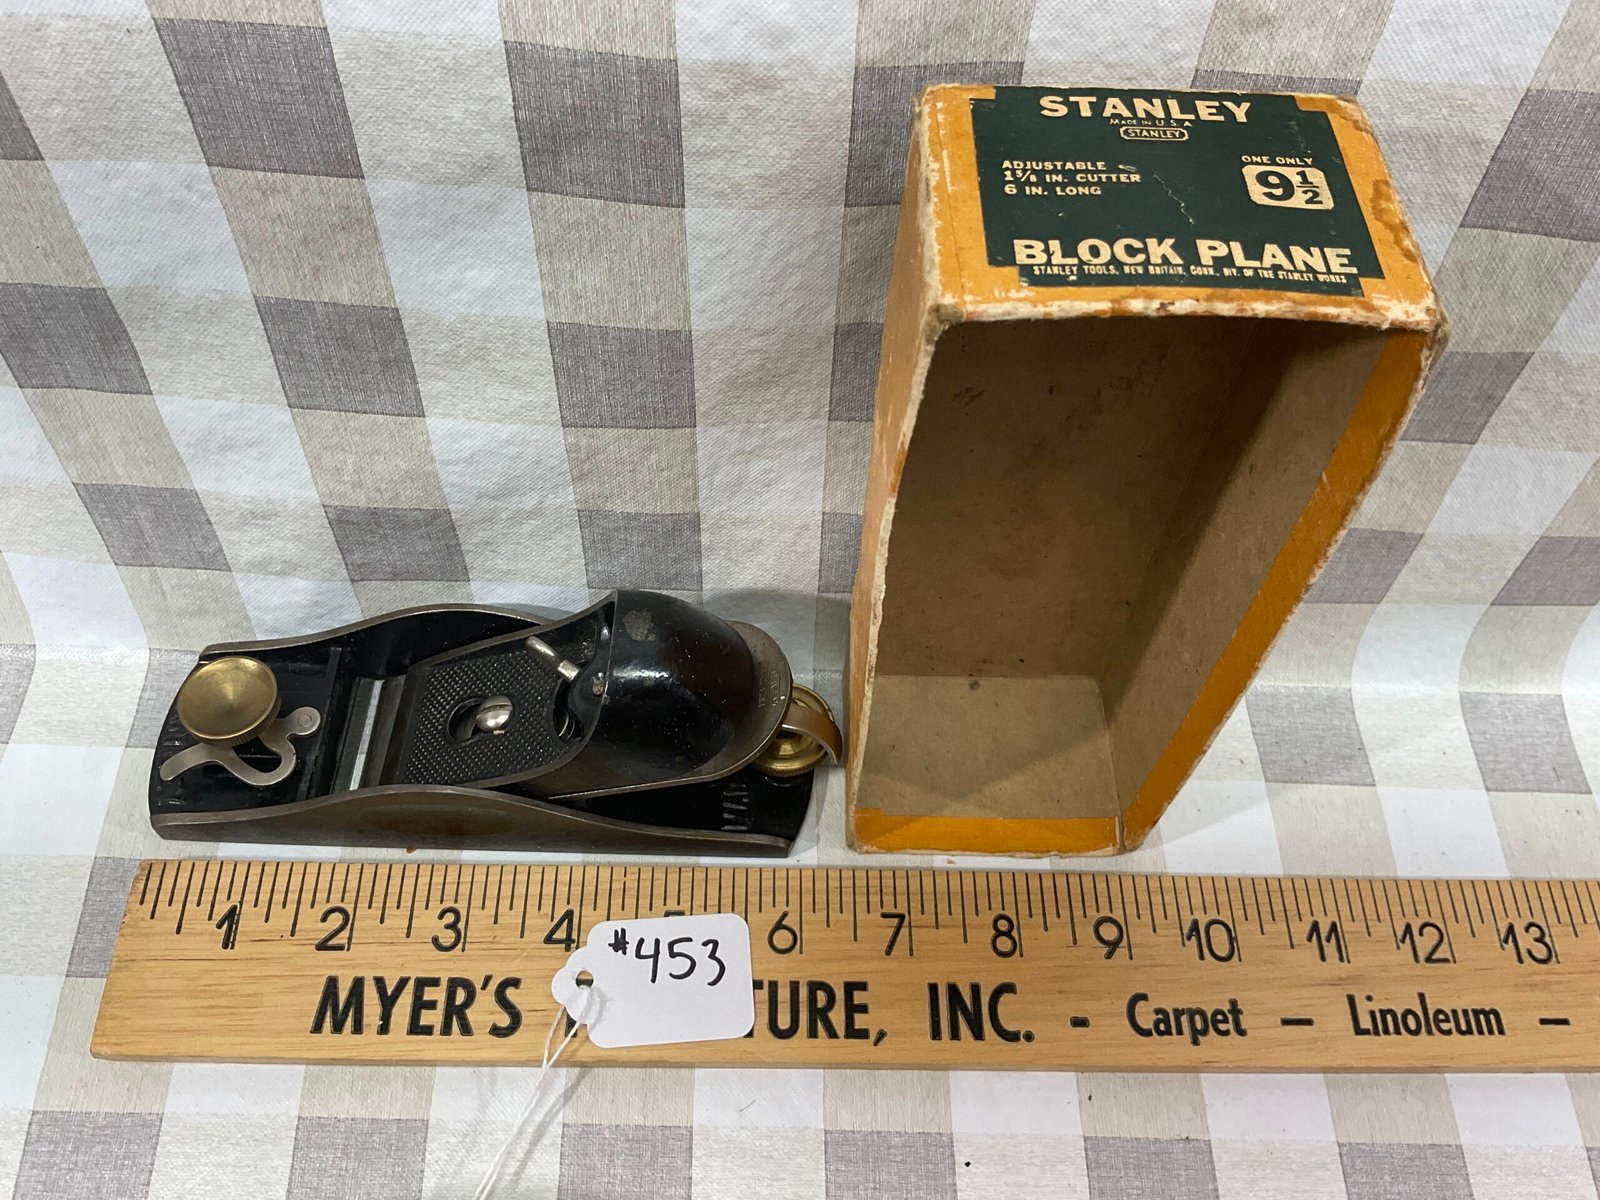 STANLEY
MADE IN U.S.A
STANLEY
ADJUSTABLE
1⅝ IN. CUTTER
6 IN. LONG
ONE ONLY
9½
BLOCK PLANE
STANLEY TOOLS, NEW BRITAIN, CONN. DIV. OF THE STANLEY WORKS
1 2 3 4 6 7 8 9 10 11 12 13
#453
MYER'S TURE, INC. - Carpet — Linoleum —